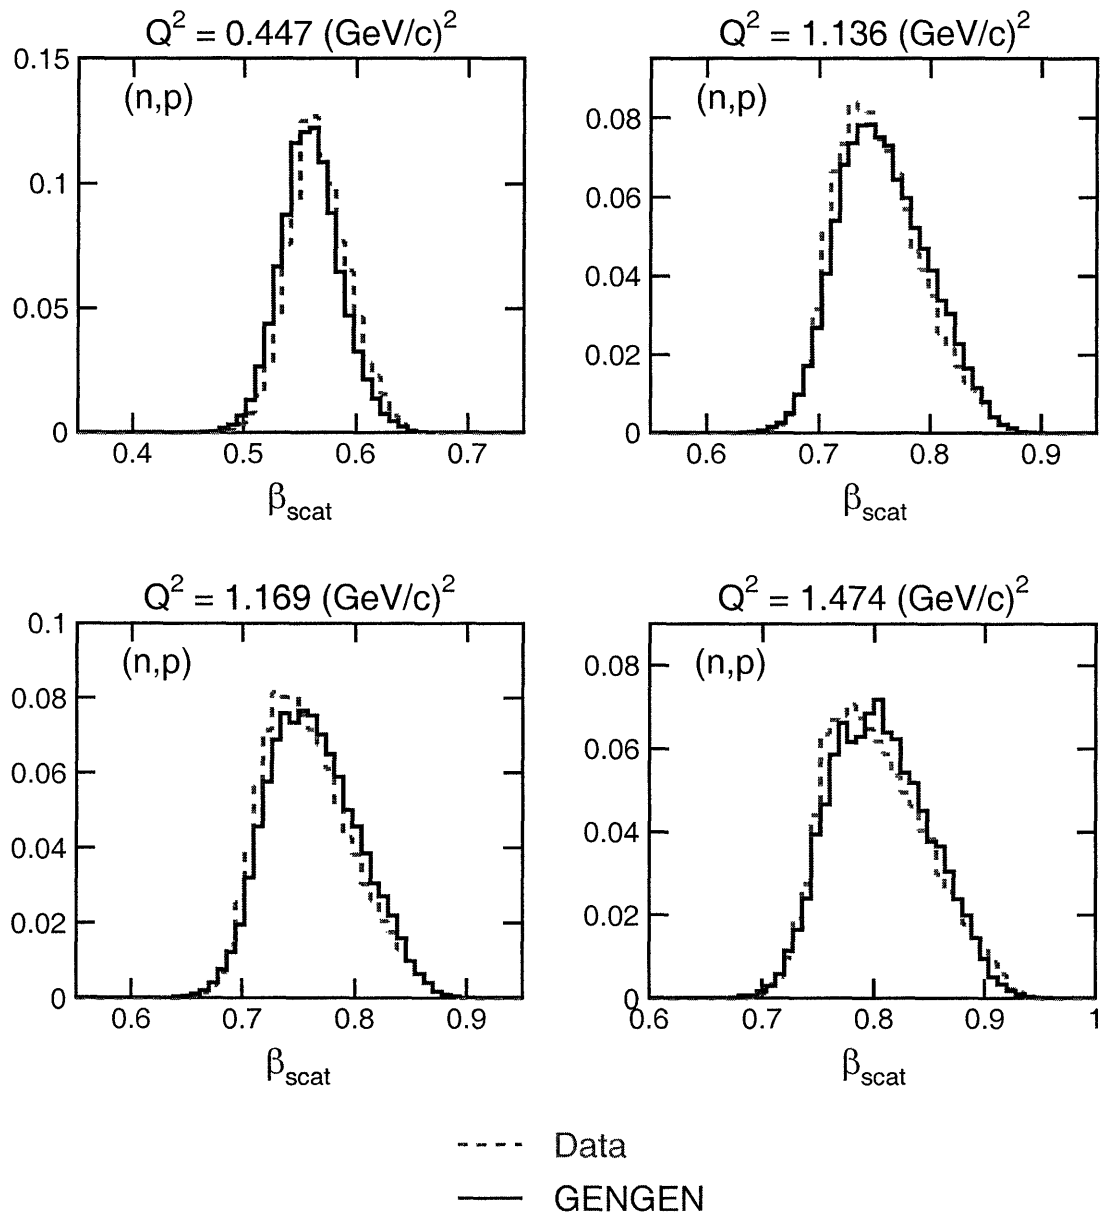 Q² = 0.447 (GeV/c)²
(n,p)
0.15
0.1
0.05
0
0.4 0.5 0.6 0.7
βscat
Q² = 1.136 (GeV/c)²
(n,p)
0.08
0.06
0.04
0.02
0
0.6 0.7 0.8 0.9
βscat
Q² = 1.169 (GeV/c)²
(n,p)
0.1
0.08
0.06
0.04
0.02
0
0.6 0.7 0.8 0.9
βscat
Q² = 1.474 (GeV/c)²
(n,p)
0.08
0.06
0.04
0.02
0
0.6 0.7 0.8 0.9 1
βscat
Data
GENGEN